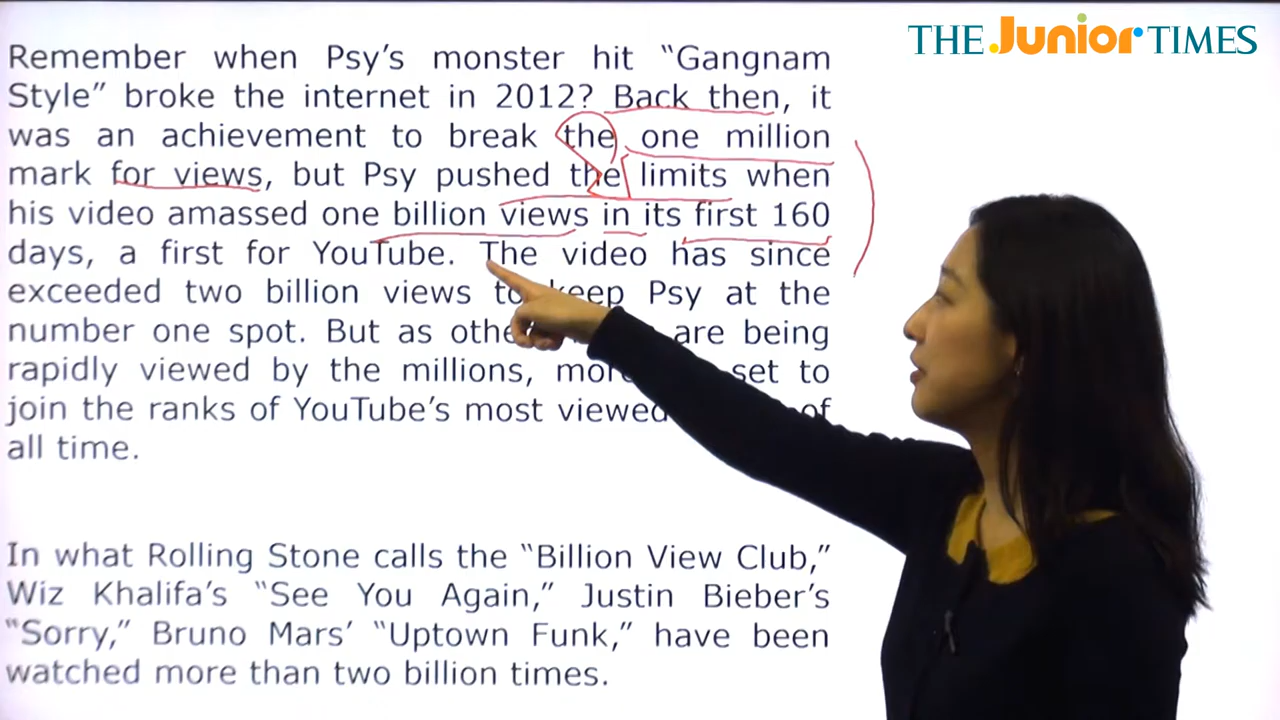 THE Junior TIMES
Remember when Psy's monster hit “Gangnam
Style” broke the internet in 2012? Back then, it
was an achievement to break the one million
mark for views, but Psy pushed the limits when
his video amassed one billion views in its first 160
days, a first for YouTube. The video has since
exceeded two billion views to keep Psy at the
number one spot. But as are being
rapidly viewed by the millions, set to
join the ranks of YouTube's most viewed of
all time.
In what Rolling Stone calls the “Billion View Club,”
Wiz Khalifa's “See You Again,” Justin Bieber's
“Sorry,” Bruno Mars' “Uptown Funk,” have been
watched more than two billion times.